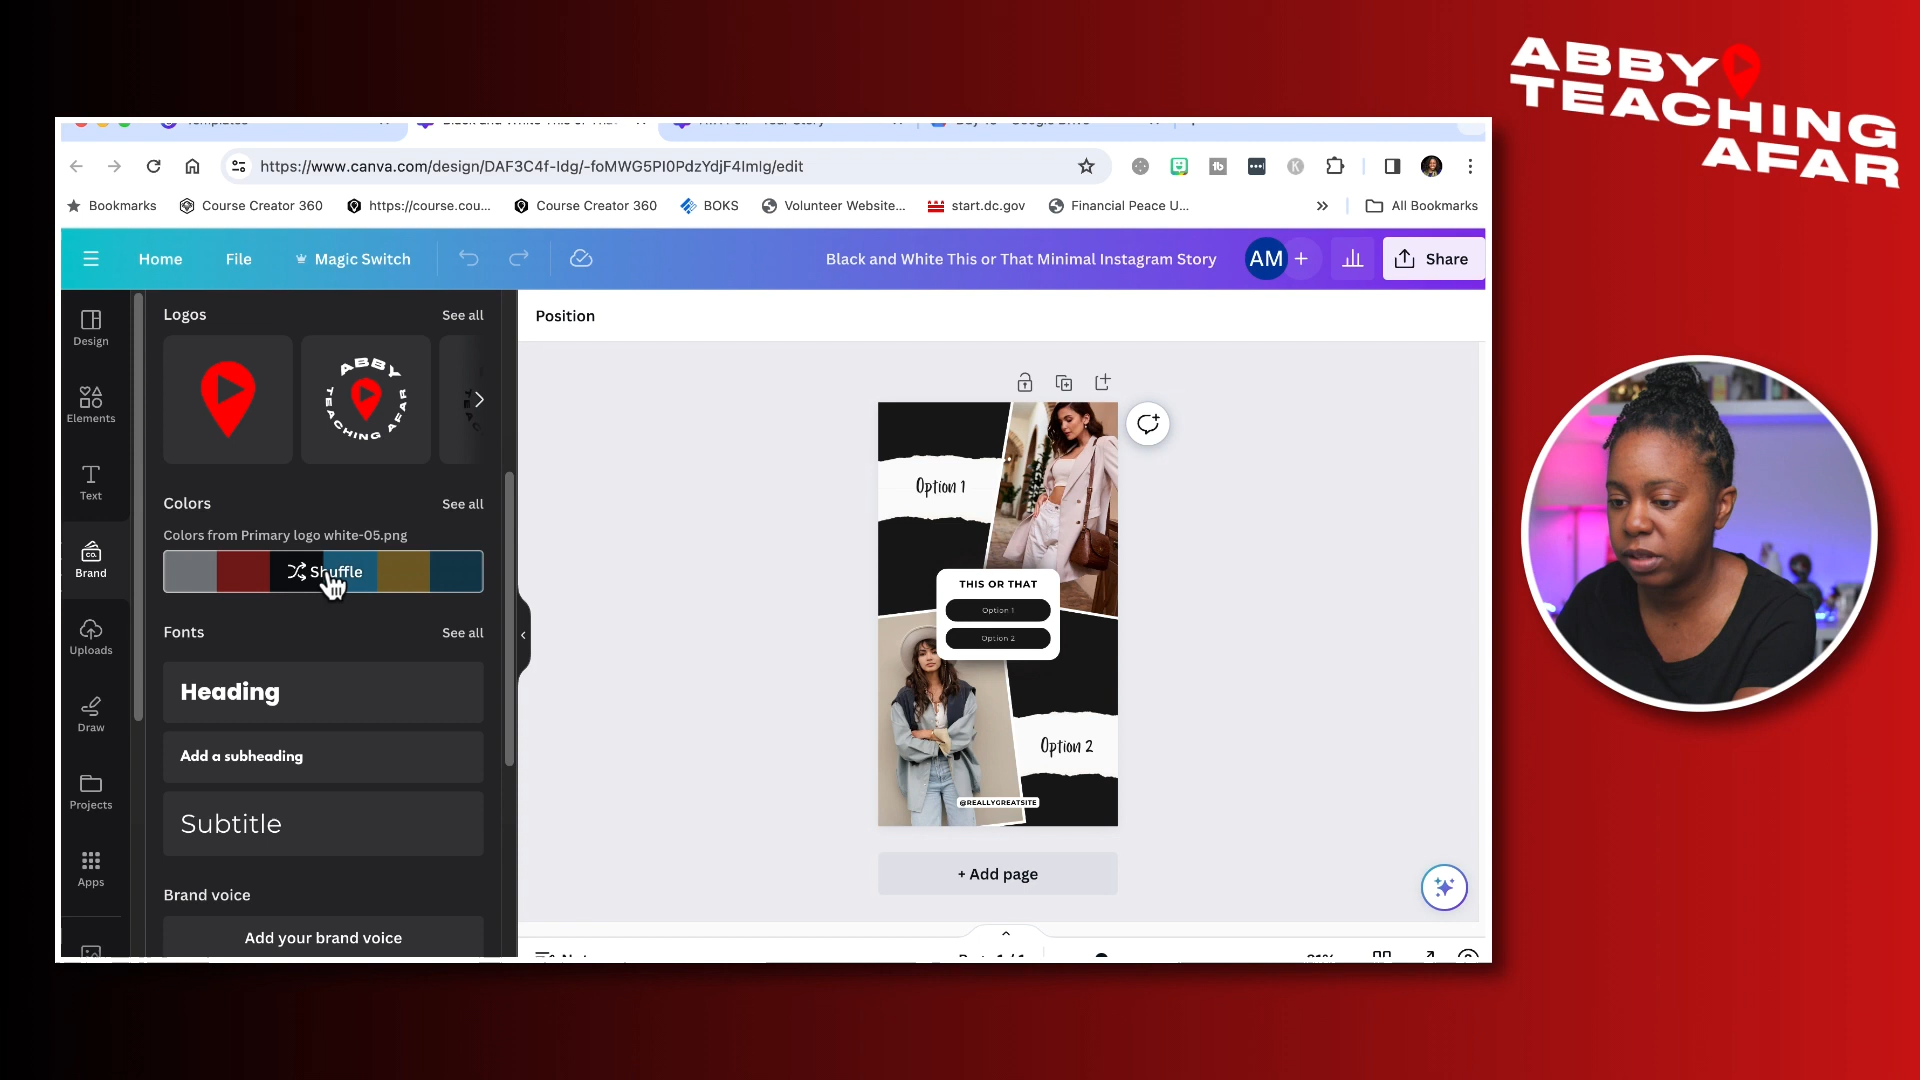 ABBY
TEACHING
AFAR
https://www.canva.com/design/DAF3C4f-Idg/-foMWG5PI0PdzYdjF4ImIg/edit
Bookmarks
Course Creator 360
https://course.cou...
Course Creator 360
BOKS
Volunteer Website...
start.dc.gov
Financial Peace U...
All Bookmarks
Home
File
Magic Switch
Black and White This or That Minimal Instagram Story
AM
Share
Design
Elements
Text
Brand
Uploads
Draw
Projects
Apps
Logos
See all
ABBY
TEACHING AFAR
Colors
See all
Colors from Primary logo white-05.png
Shuffle
Fonts
See all
Heading
Add a subheading
Subtitle
Brand voice
Add your brand voice
Position
Option 1
THIS OR THAT
Option 1
Option 2
Option 2
@REALLYGREATSITE
+ Add page